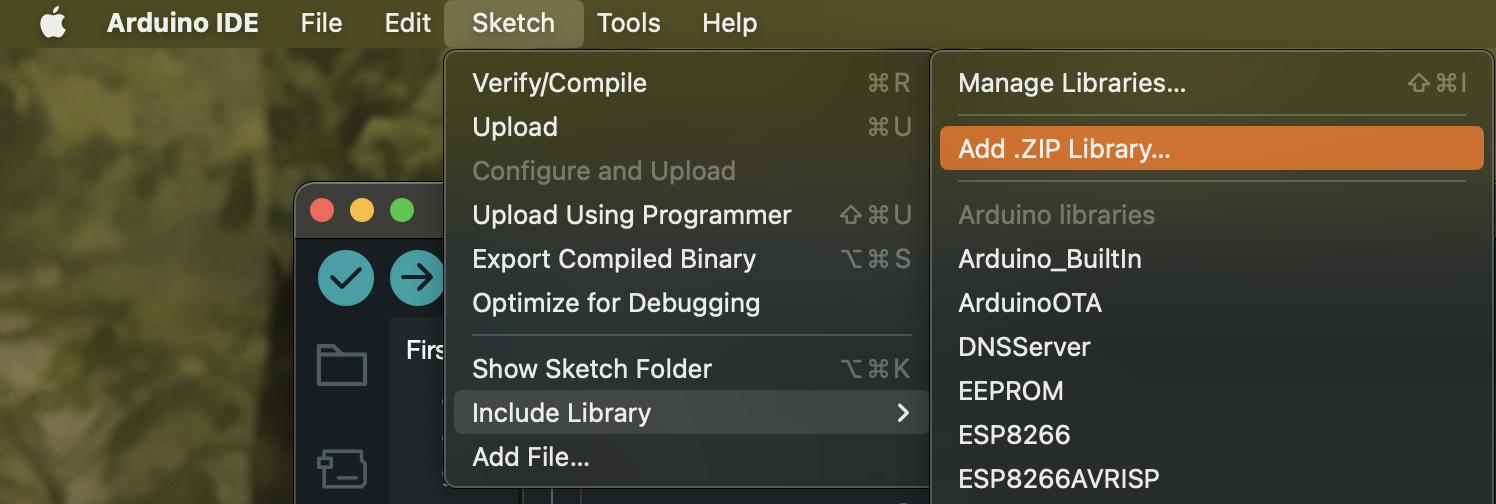 Arduino IDE File Edit Sketch Tools Help
Verify/Compile ⌘R
Upload ⌘U
Configure and Upload
Upload Using Programmer ⇧⌘U
Export Compiled Binary ⌥⌘S
Optimize for Debugging
Show Sketch Folder ⌥⌘K
Include Library
Add File...
Manage Libraries... ⇧⌘I
Add .ZIP Library...
Arduino libraries
Arduino_BuiltIn
ArduinoOTA
DNSServer
EEPROM
ESP8266
ESP8266AVRISP